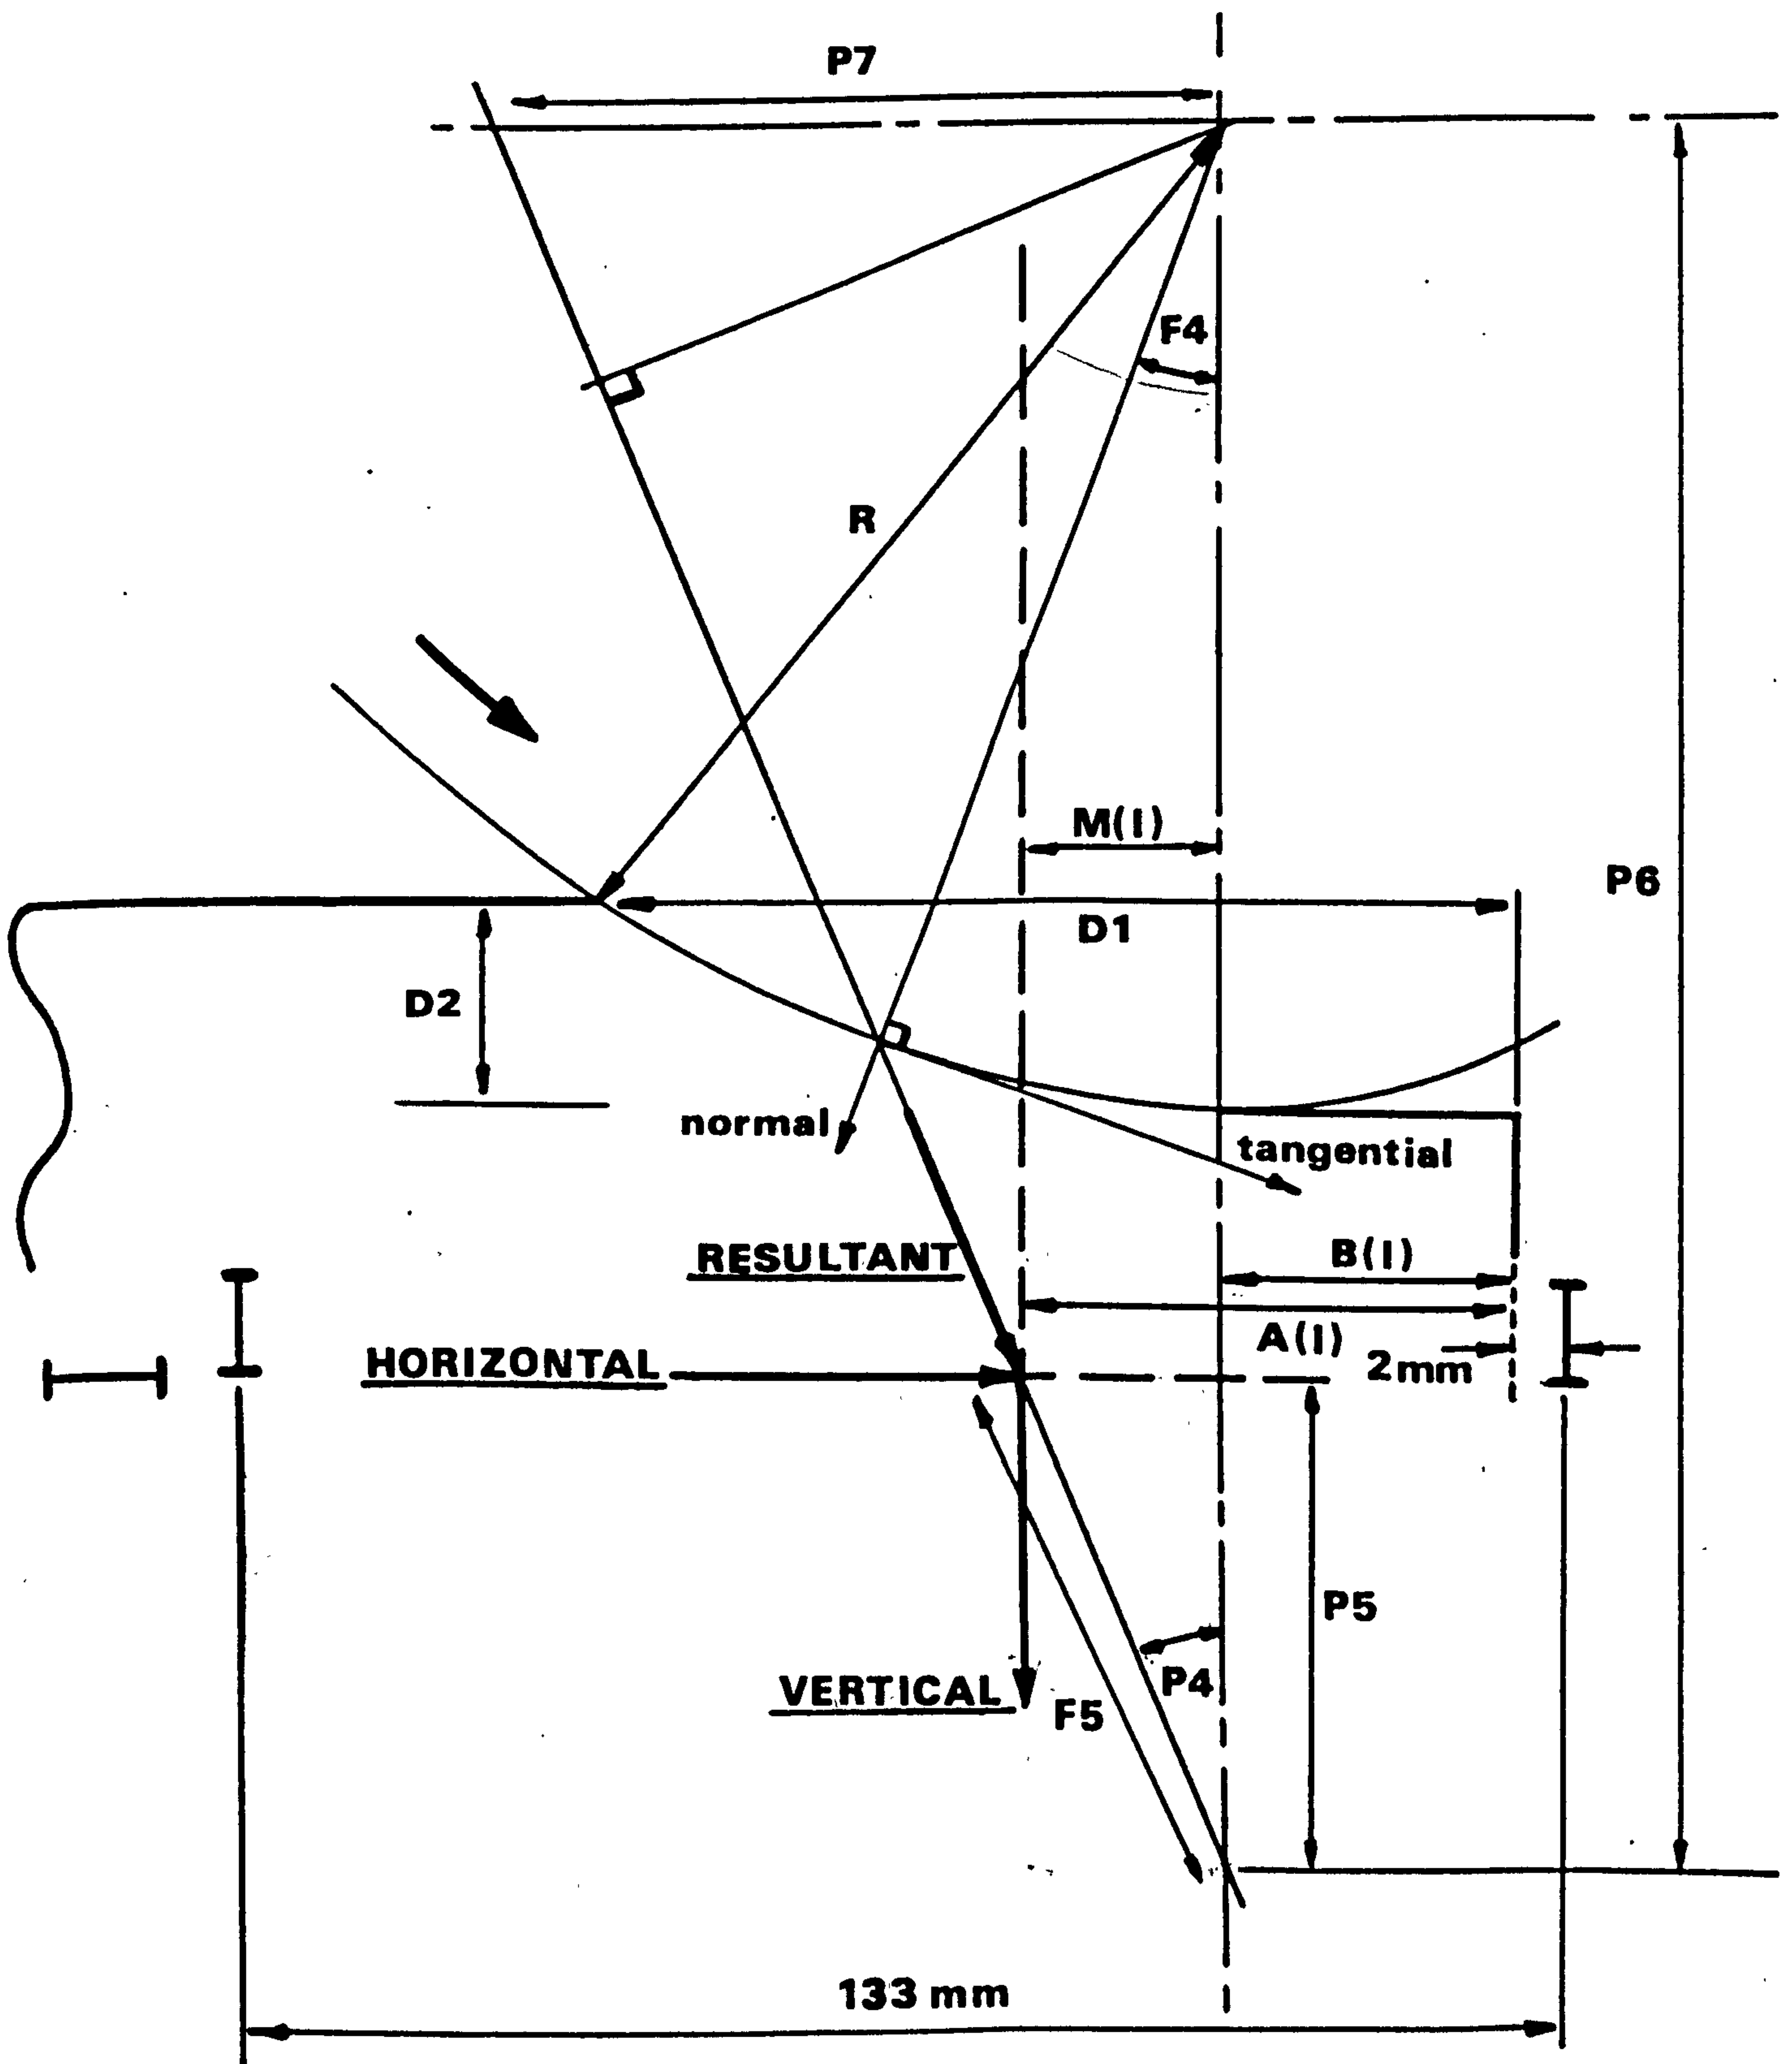 P7
F4
R
M(I)
P6
D1
D2
normal
tangential
RESULTANT
B(I)
A(I)
HORIZONTAL
2mm
P5
P4
VERTICAL
F5
133 mm